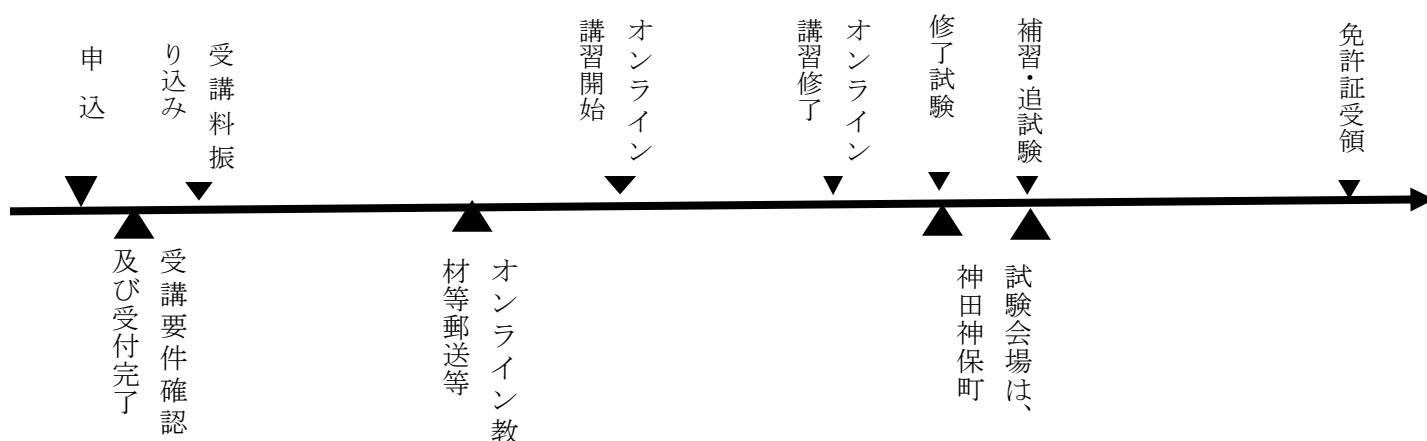 申込
受講料振
り込み
オンライン
講習開始
オンライン
講習修了
修了試験
補習・追試験
免許証受領
受講要件確認
及び受付完了
オンライン教
材等郵送等
試験会場は、
神田神保町